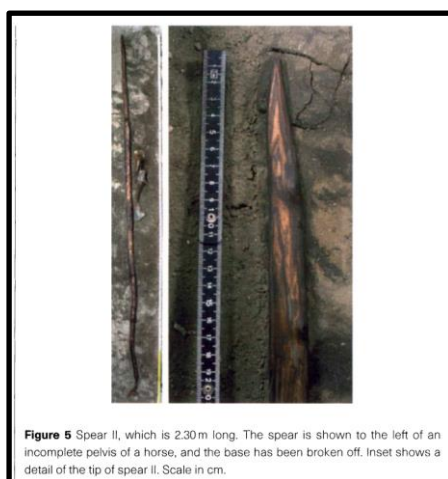 Figure 5 Spear II, which is 2.30 m long. The spear is shown to the left of an
incomplete pelvis of a horse, and the base has been broken off. Inset shows a
detail of the tip of spear II. Scale in cm.